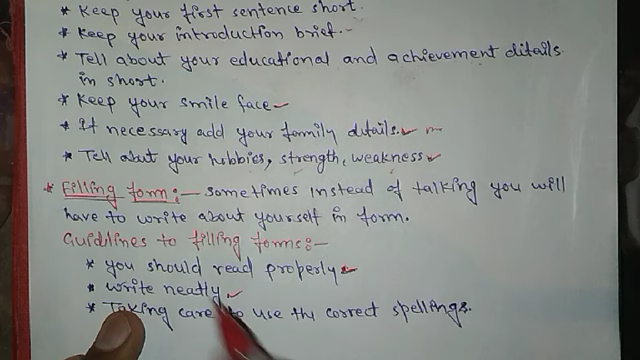 * Keep your first sentence short.
* Keep your introduction brief.-
* Tell about your educational and achievement ditails
in short.
* Keep your smile face
* If necessary add your family ditails.
* Tell about your hobbies, strength, weakness
* Filling form:- sometimes instead of talking you will
have to write about yourself in form.
Guidlines to filling forms:-
* you should read properly
* write neatly
* Taking care to use the correct spellings.